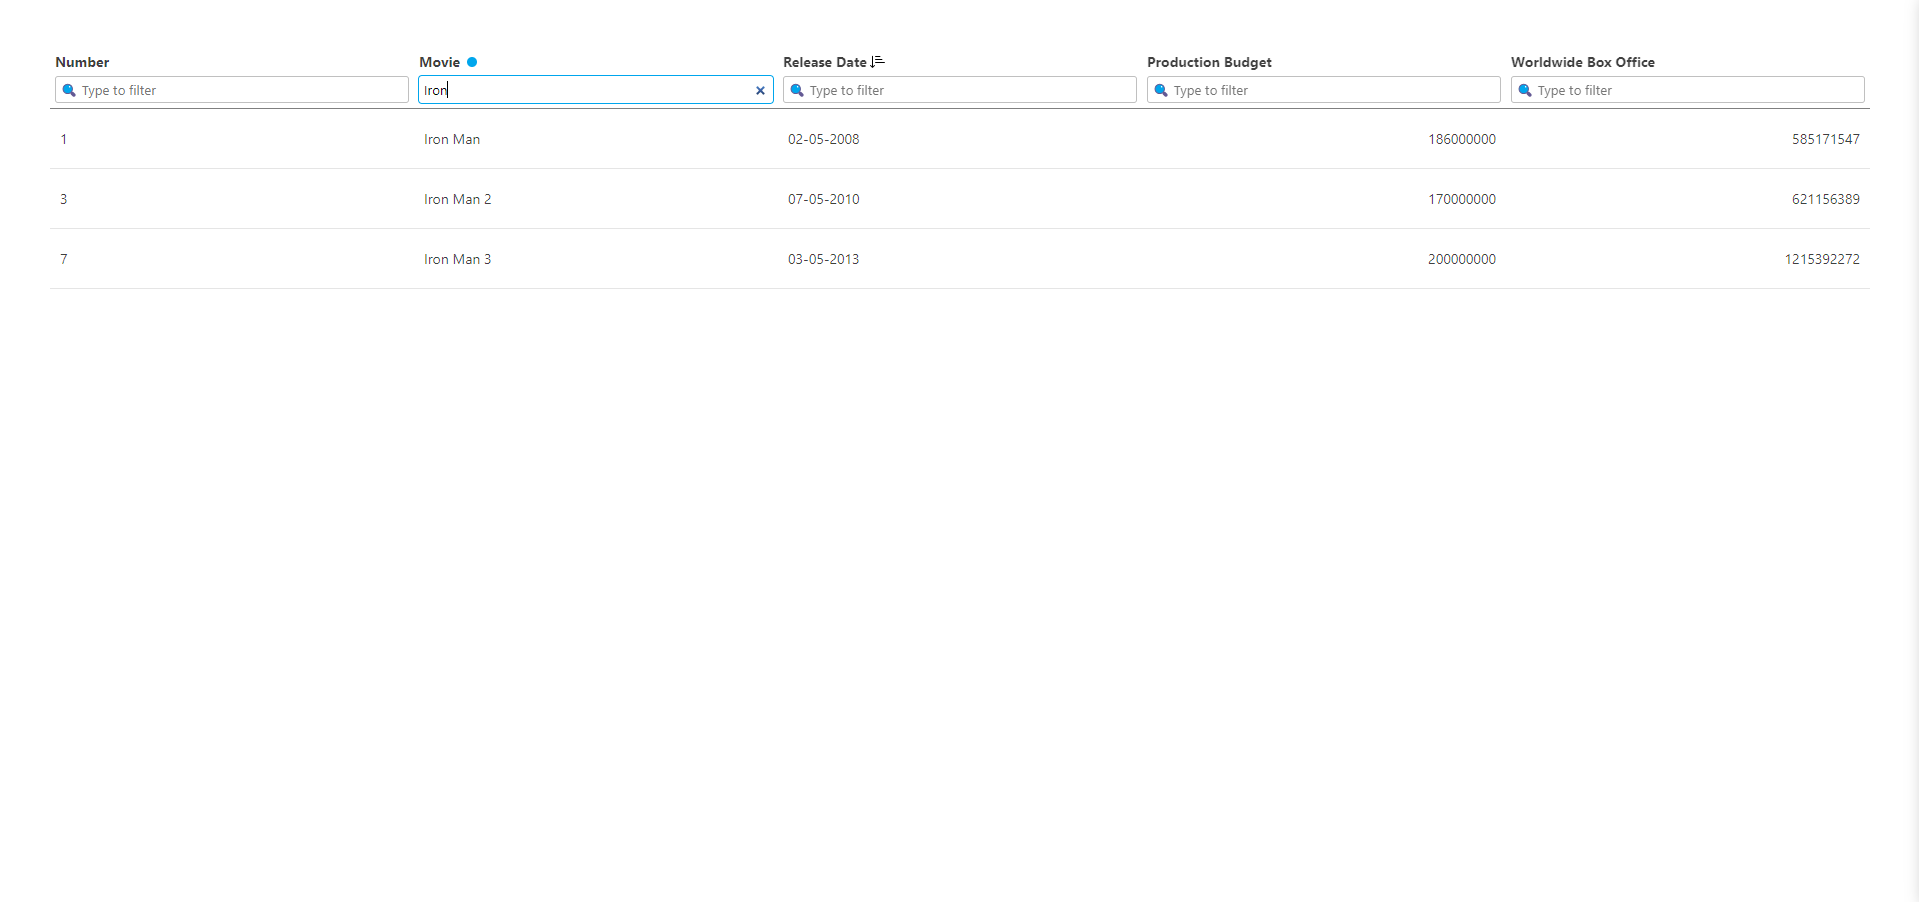 Number Movie Release Date Production Budget Worldwide Box Office
Type to filter Iron Type to filter Type to filter Type to filter
1 Iron Man 02-05-2008 186000000 585171547
3 Iron Man 2 07-05-2010 170000000 621156389
7 Iron Man 3 03-05-2013 200000000 1215392272